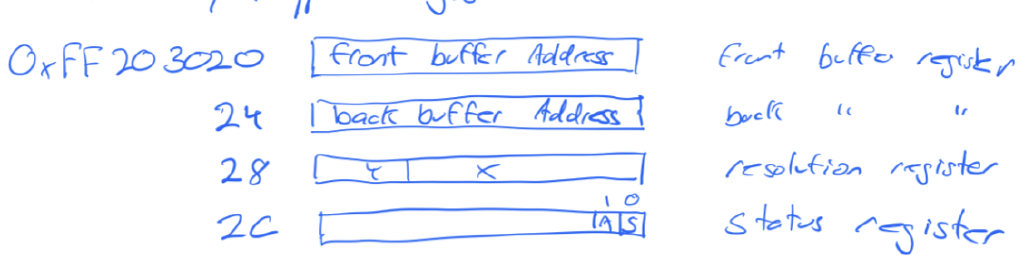 0xFF203020 front buffer Address front buffer register
24 back buffer Address back " "
28 Y X resolution register
1 0
2C A S Status register